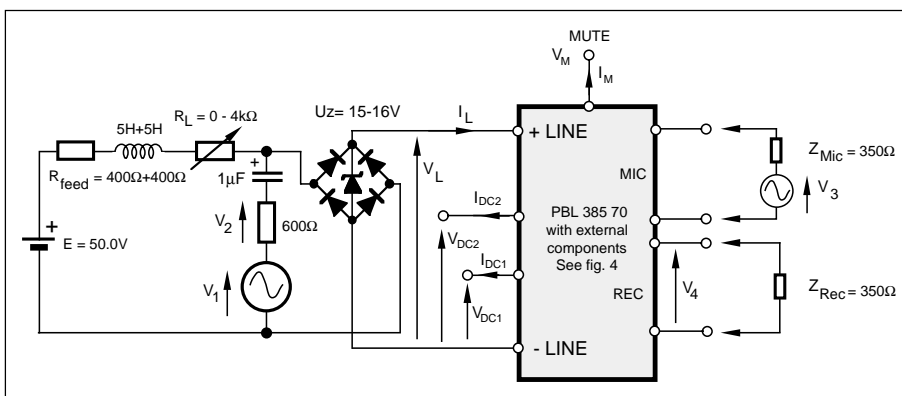 MUTE
V_M
I_M
R_L = 0 - 4kΩ
Uz= 15-16V
I_L
5H+5H
+ LINE
+
+
Z_Mic = 350Ω
R_feed = 400Ω+400Ω
1µF
V_L
MIC
V_3
I_DC2
PBL 385 70
with external
components
See fig. 4
V_2
600Ω
E = 50.0V
V_DC2
I_DC1
REC
V_4
Z_Rec = 350Ω
V_1
V_DC1
- LINE